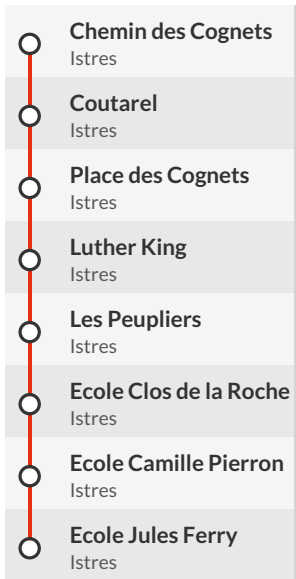 Chemin des Cognets
Istres
Coutarel
Istres
Place des Cognets
Istres
Luther King
Istres
Les Peupliers
Istres
Ecole Clos de la Roche
Istres
Ecole Camille Pierron
Istres
Ecole Jules Ferry
Istres